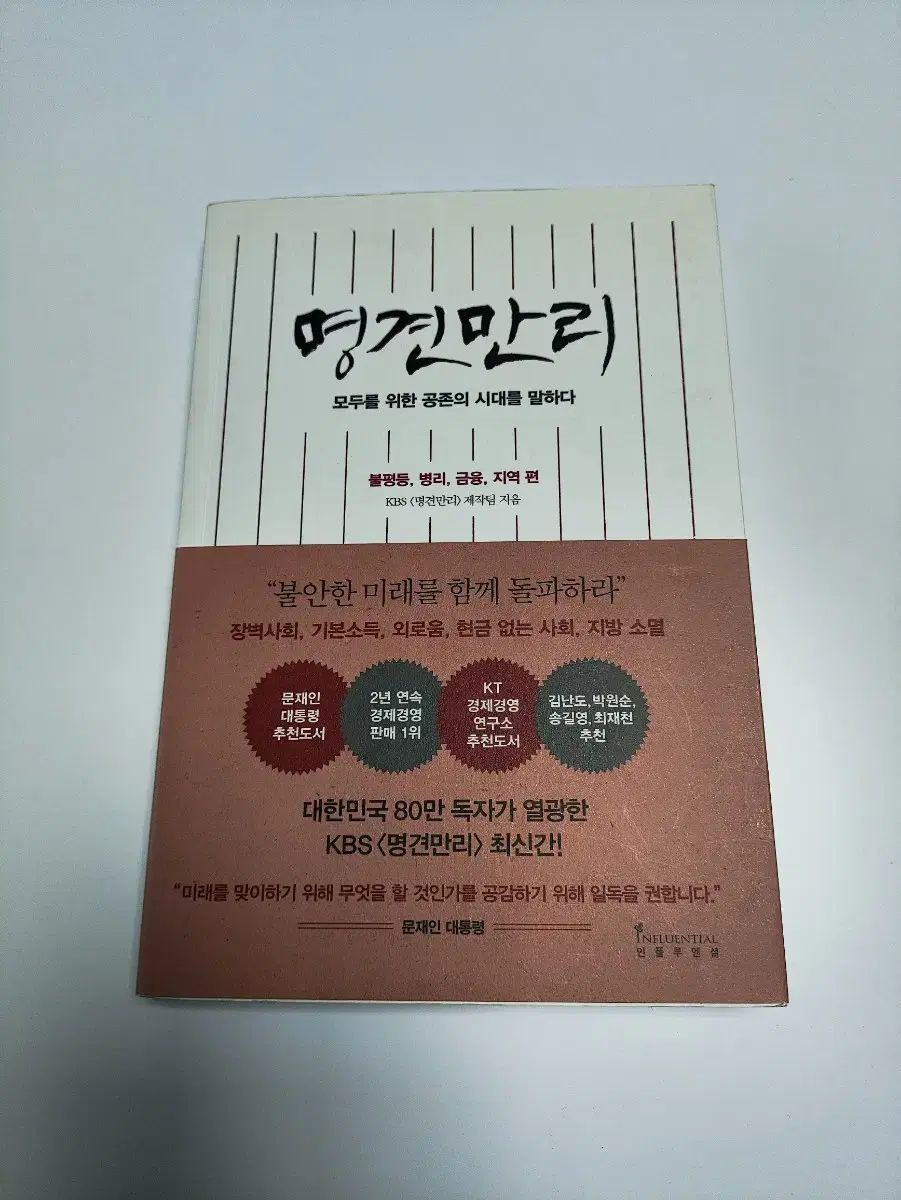 명견만리
모두를 위한 공존의 시대를 말하다
불평등, 병리, 금융, 지역 편
KBS 〈명견만리〉 제작팀 지음
“불안한 미래를 함께 돌파하라”
장벽사회, 기본소득, 외로움, 현금 없는 사회, 지방 소멸
문재인
대통령
추천도서
2년 연속
경제경영
판매 1위
KT
경제경영
연구소
추천도서
김난도, 박원순,
송길영, 최재천
추천
대한민국 80만 독자가 열광한
KBS 〈명견만리〉 최신간!
“미래를 맞이하기 위해 무엇을 할 것인가를 공감하기 위해 일독을 권합니다.”
문재인 대통령
INFLUENTIAL
인플루엔셜